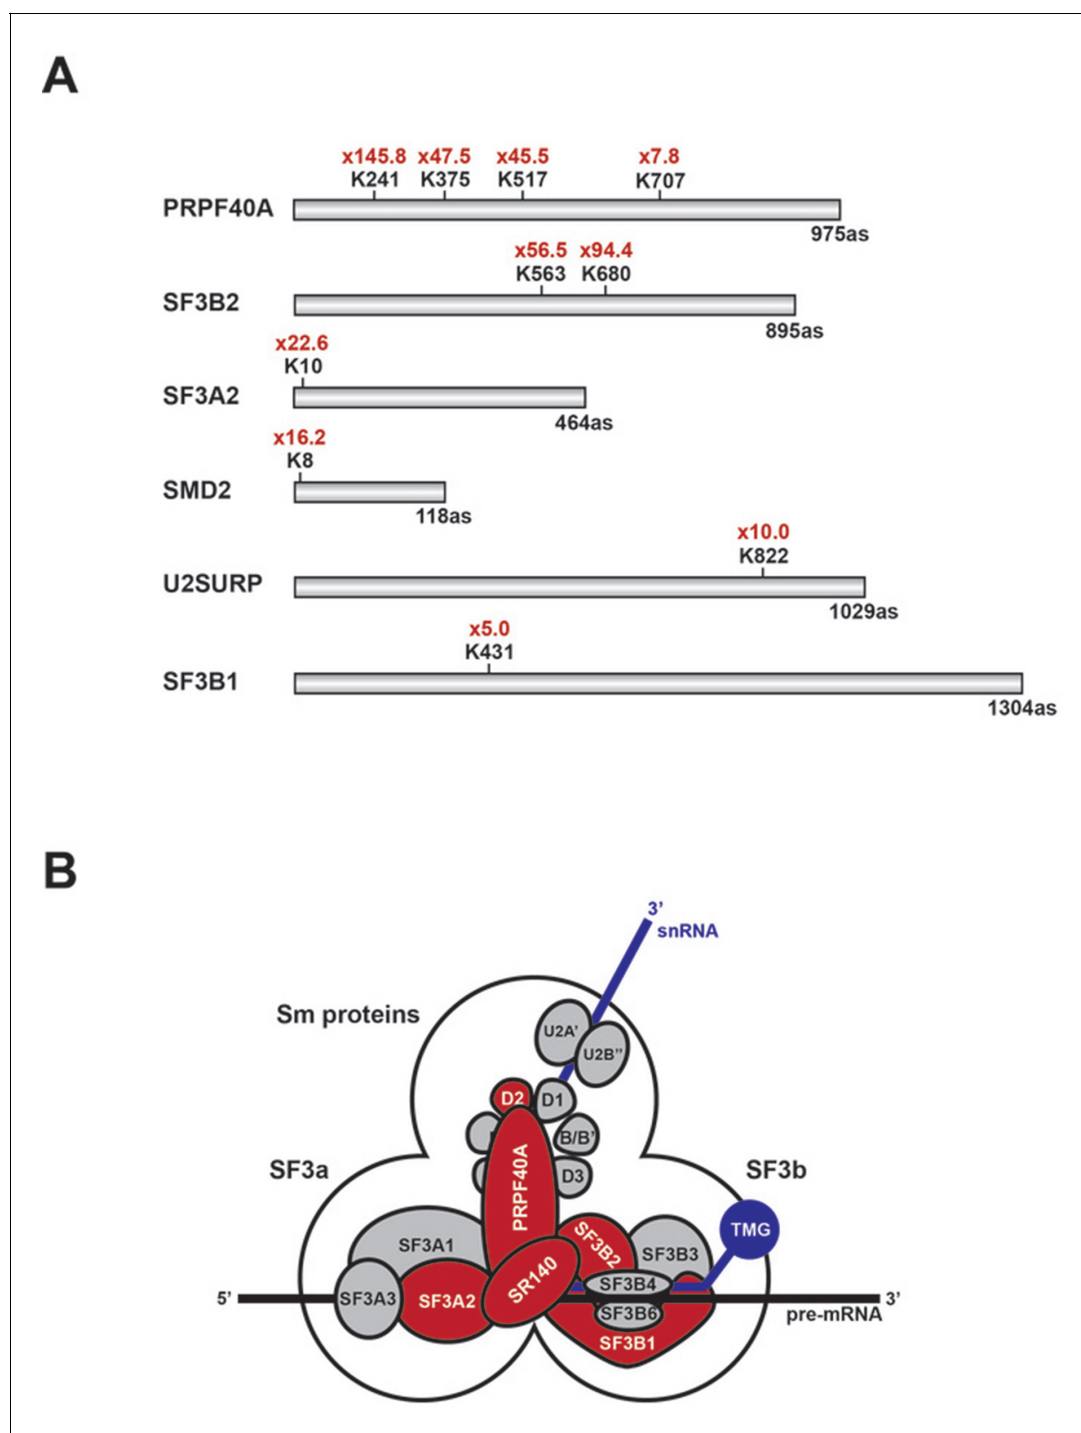 A
x145.8 x47.5 x45.5 x7.8
K241 K375 K517 K707
PRPF40A
975as
x56.5 x94.4
K563 K680
SF3B2
895as
x22.6
K10
SF3A2
464as
x16.2
K8
SMD2
118as
x10.0
K822
U2SURP
1029as
x5.0
K431
SF3B1
1304as
B
3’
snRNA
Sm proteins
U2A’
U2B”
D2 D1
B/B’
D3
PRPF40A
SF3a
SF3b
TMG
SF3A1
SF3B2
SF3B3
SR140
SF3B4
5’
SF3A3
SF3A2
3’
pre-mRNA
SF3B6
SF3B1